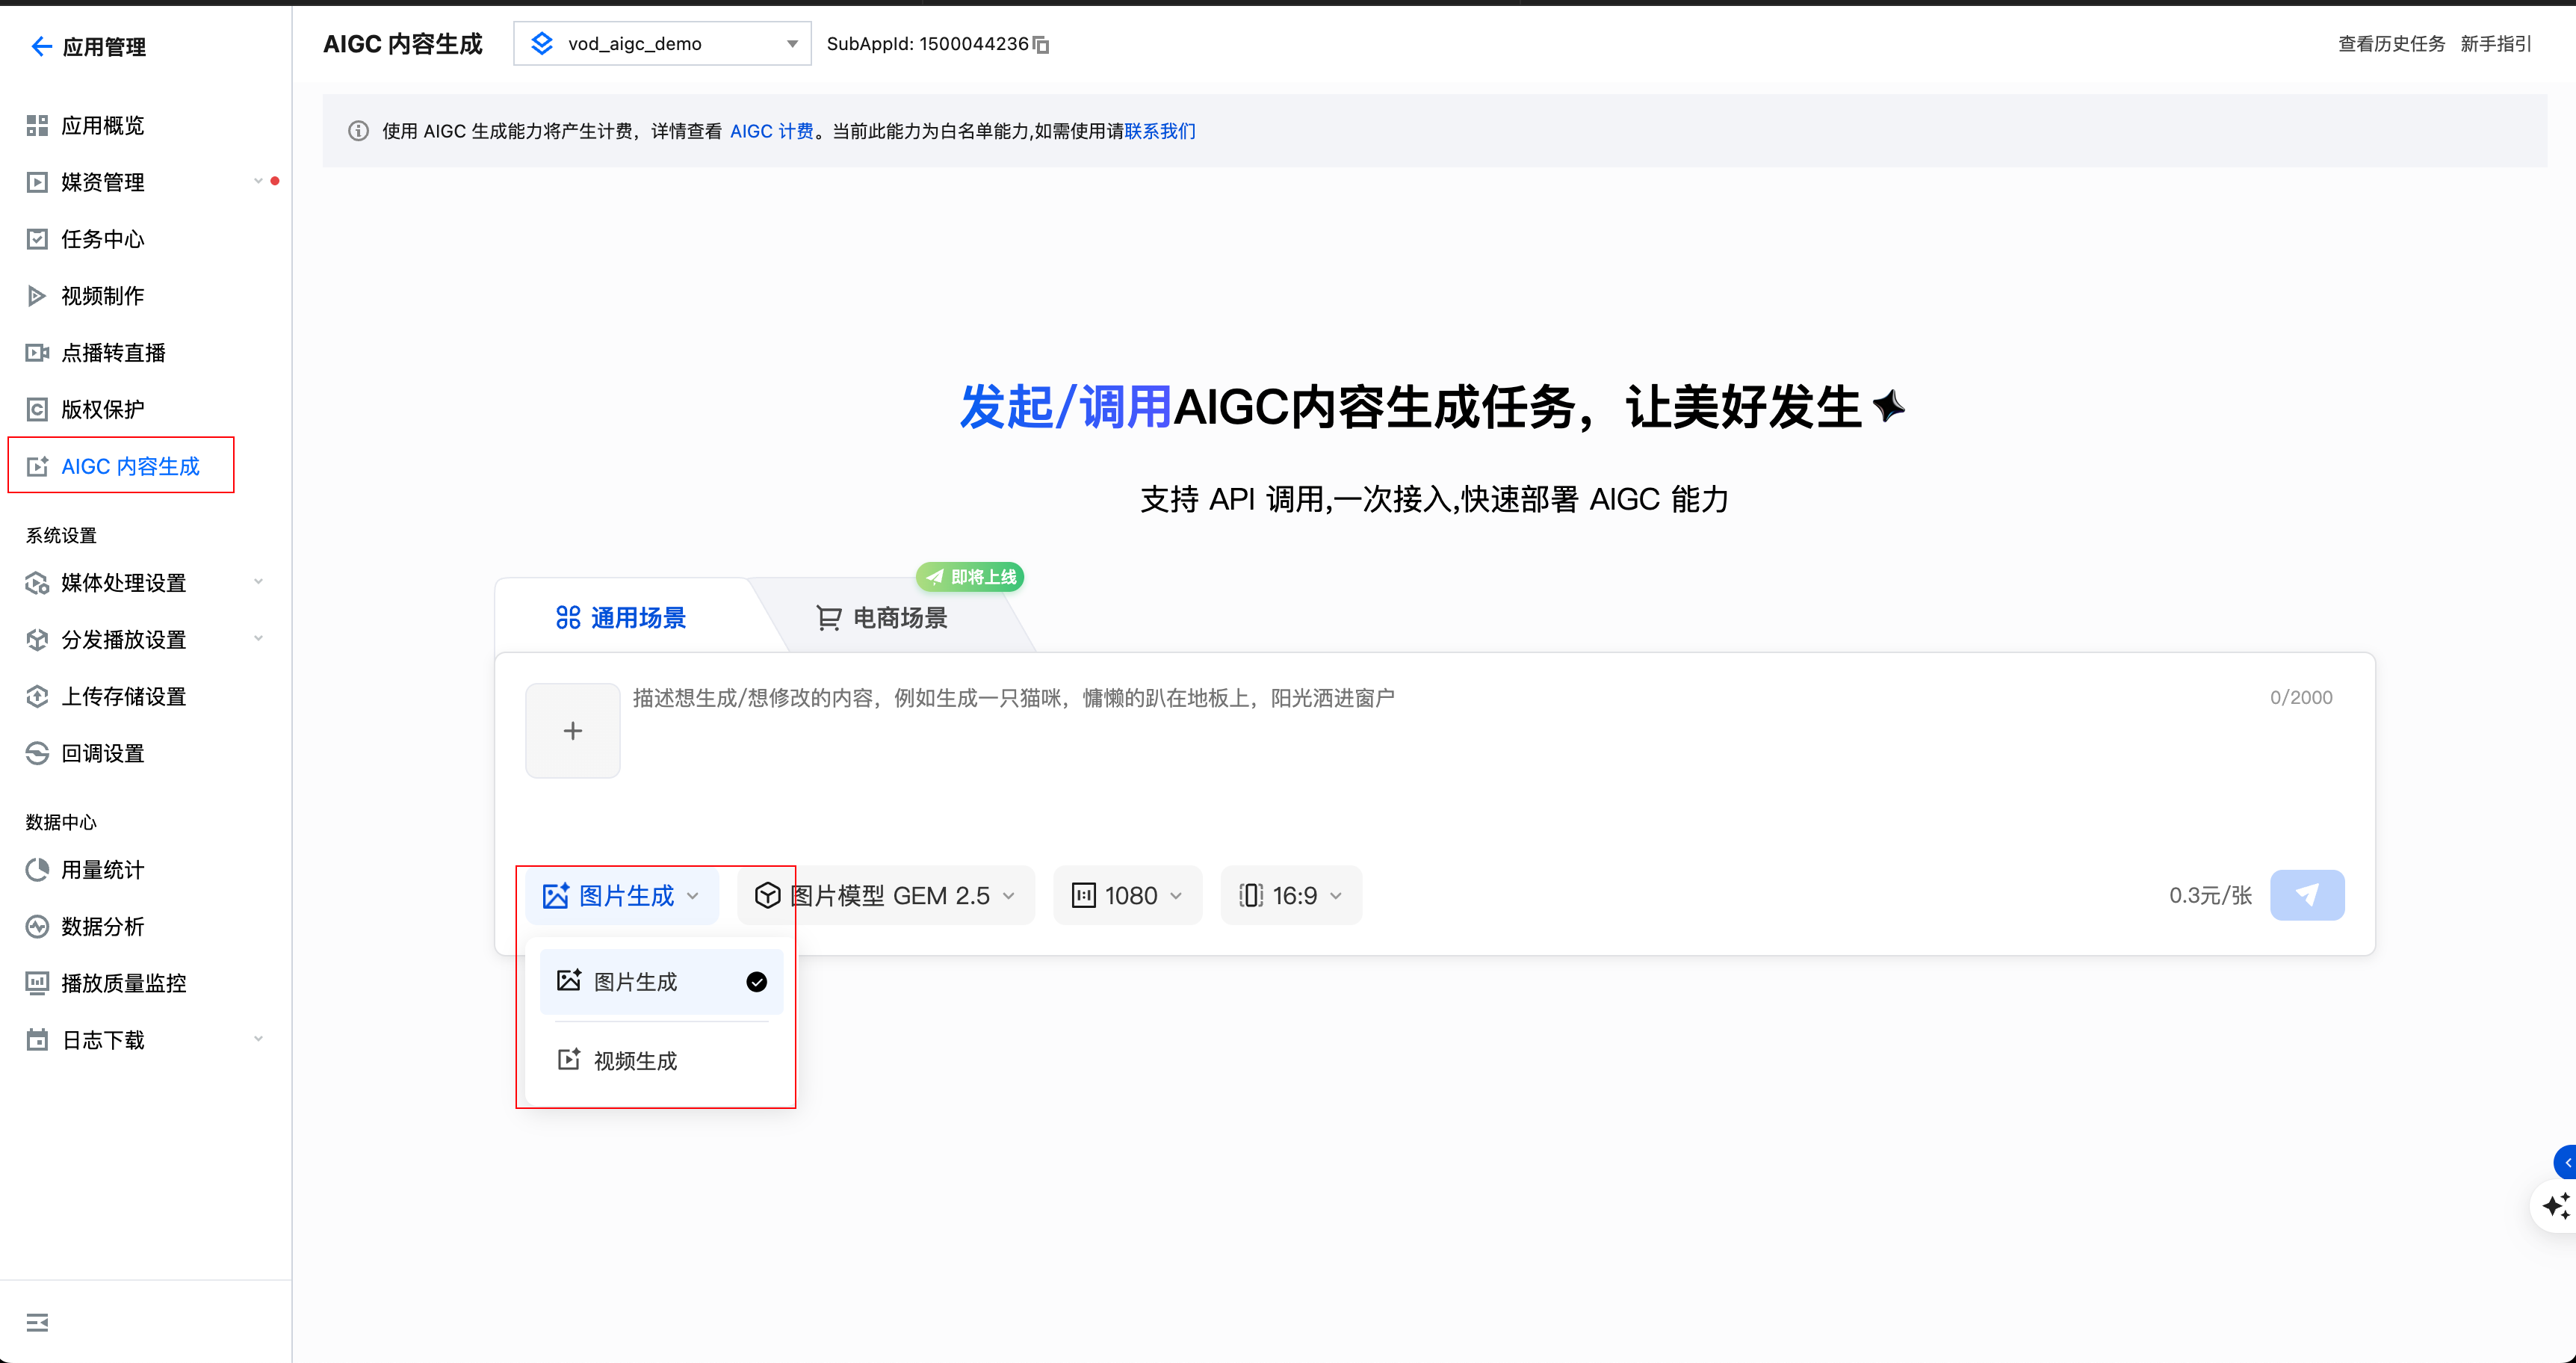 应用管理
AIGC 内容生成
vod_aigc_demo
SubAppId: 1500044236
查看历史任务 新手指引
应用概览
媒资管理
任务中心
视频制作
点播转直播
版权保护
AIGC 内容生成
系统设置
媒体处理设置
分发播放设置
上传存储设置
回调设置
数据中心
用量统计
数据分析
播放质量监控
日志下载
使用 AIGC 生成能力将产生计费，详情查看 AIGC 计费。当前此能力为白名单能力,如需使用请联系我们
发起/调用AIGC内容生成任务，让美好发生
支持 API 调用,一次接入,快速部署 AIGC 能力
即将上线
通用场景
电商场景
描述想生成/想修改的内容，例如生成一只猫咪，慵懒的趴在地板上，阳光洒进窗户
0/2000
图片生成
图片模型 GEM 2.5
1080
16:9
0.3元/张
图片生成
视频生成